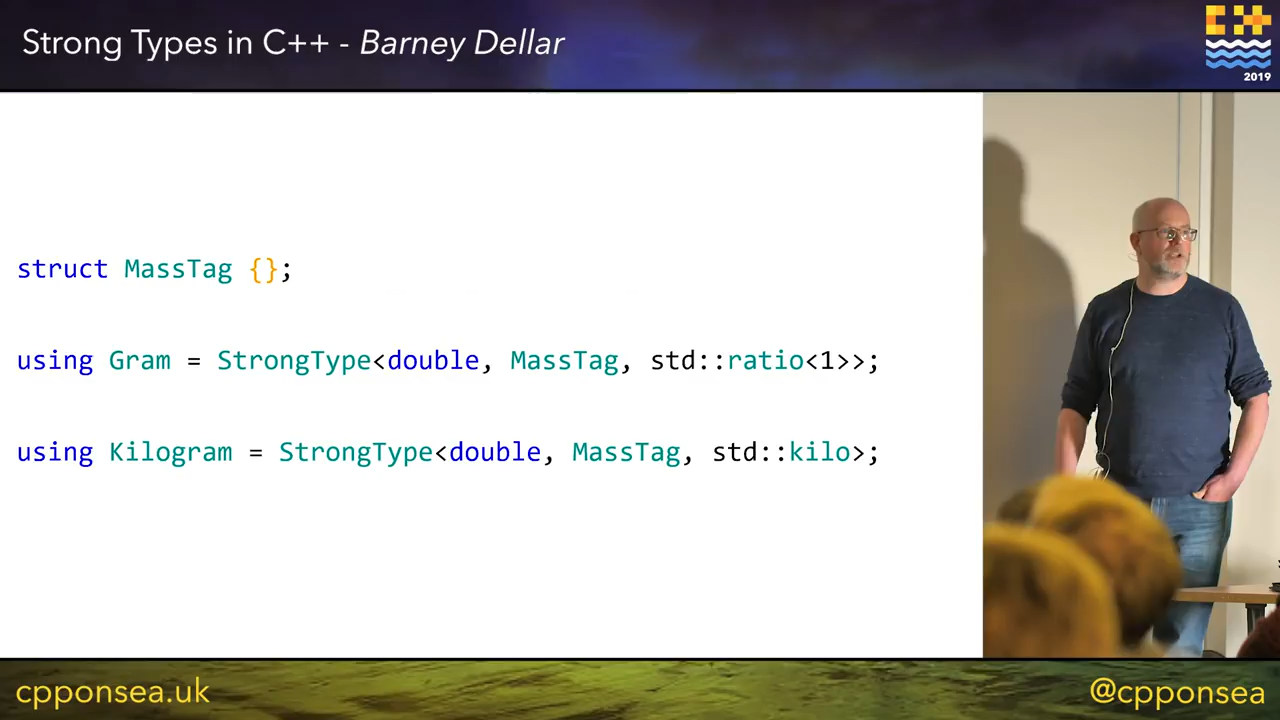 Strong Types in C++ - Barney Dellar
2019
struct MassTag {};
using Gram = StrongType<double, MassTag, std::ratio<1>>;
using Kilogram = StrongType<double, MassTag, std::kilo>;
cpponsea.uk
@cpponsea